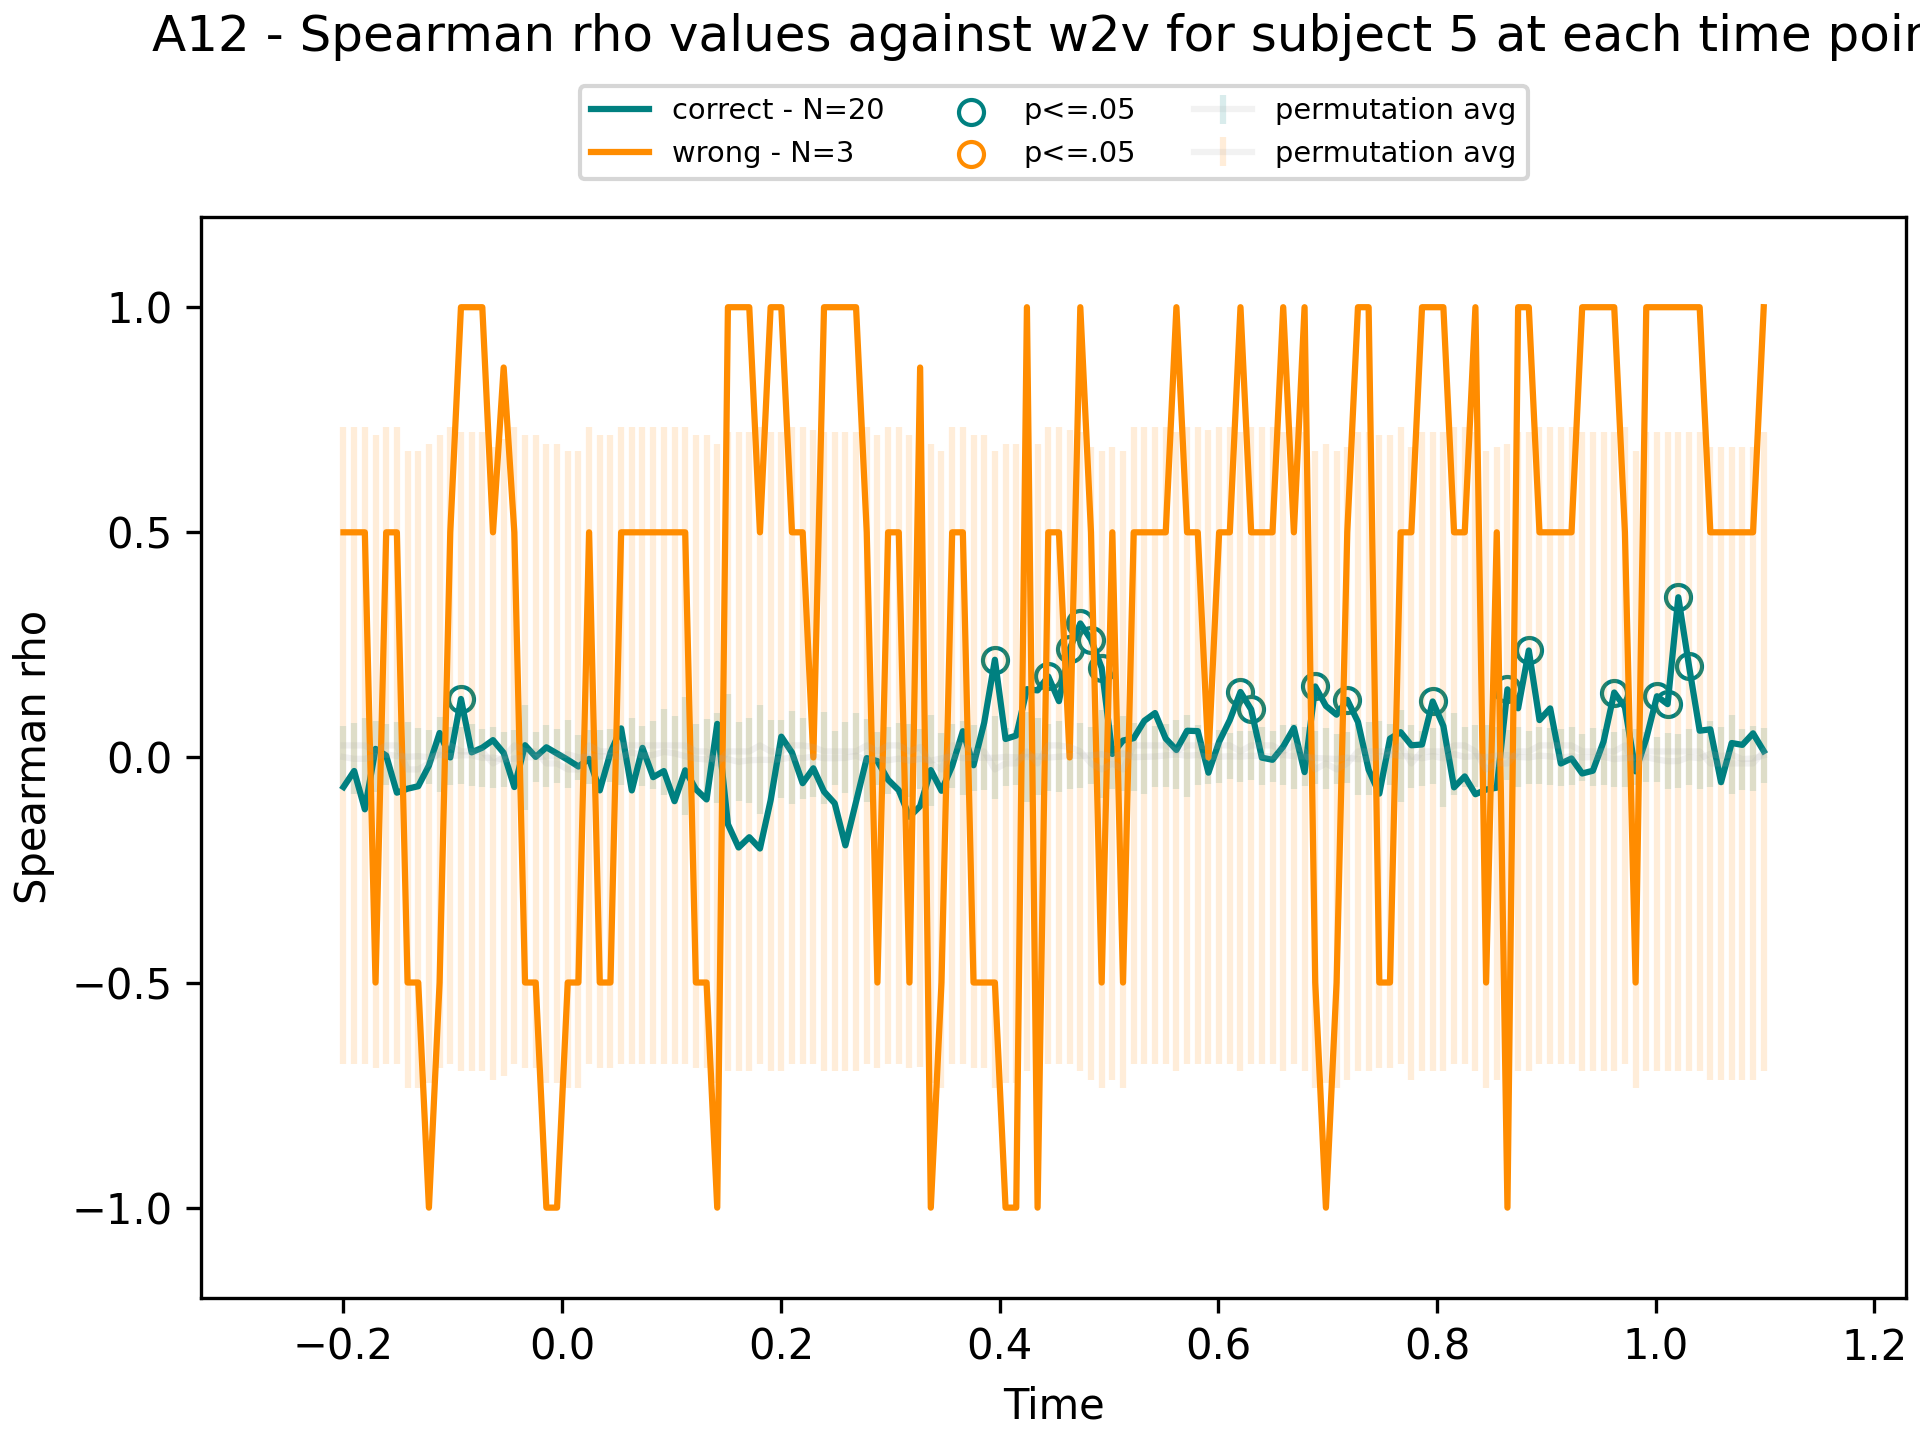 A12 - Spearman rho values against w2v for subject 5 at each time poin
correct - N=20 p<=.05 permutation avg
wrong - N=3 p<=.05 permutation avg
Spearman rho
1.0
0.5
0.0
−0.5
−1.0
−0.2 0.0 0.2 0.4 0.6 0.8 1.0 1.2
Time